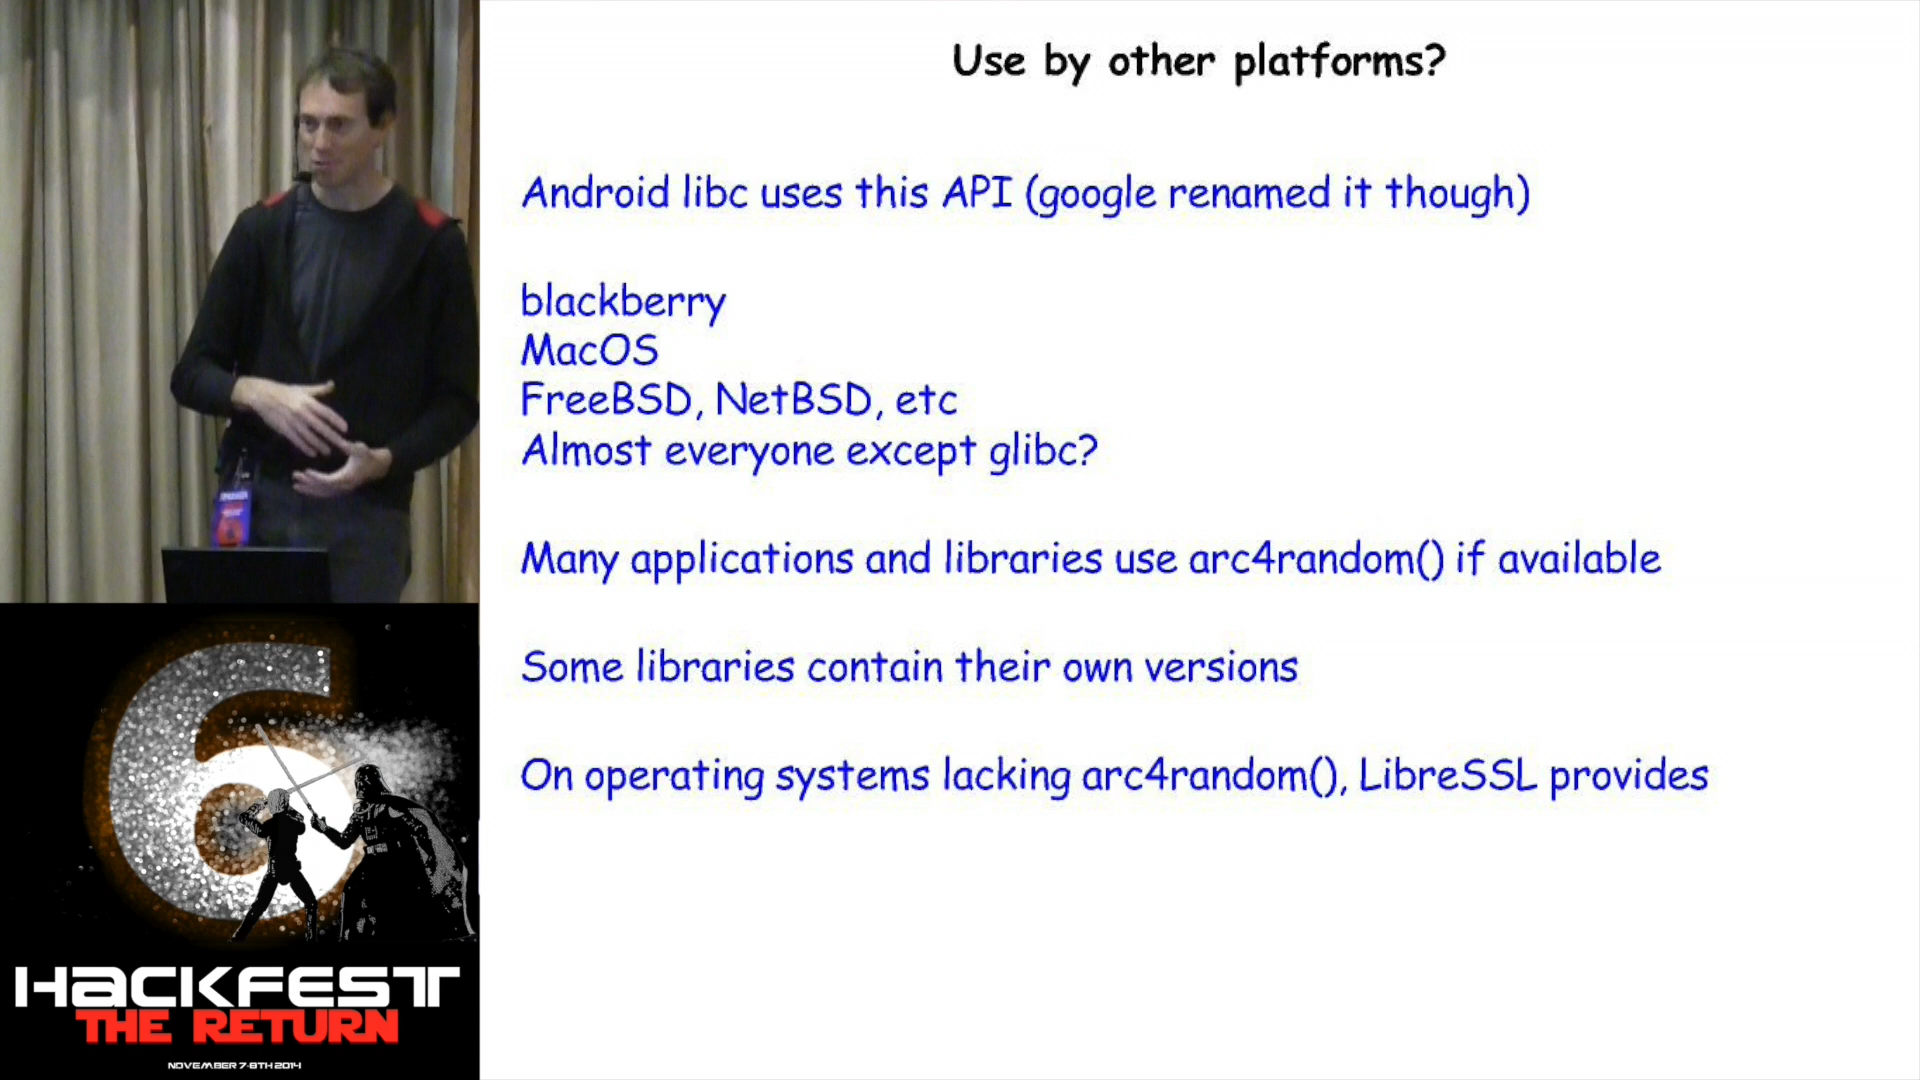 Use by other platforms?
Android libc uses this API (google renamed it though)
blackberry
MacOS
FreeBSD, NetBSD, etc
Almost everyone except glibc?
Many applications and libraries use arc4random() if available
Some libraries contain their own versions
On operating systems lacking arc4random(), LibreSSL provides
6
HACKFEST
THE RETURN
NOVEMBER 7-8TH 2014